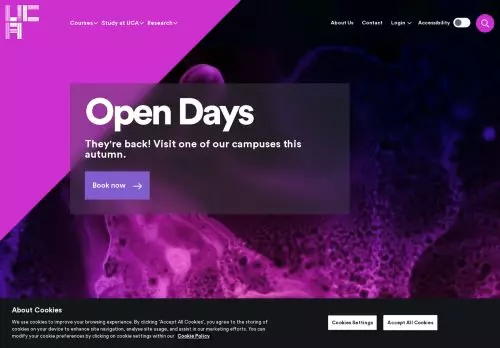 UCA
Courses Study at UCA Research About Us Contact Login Accessibility
Open Days
They're back! Visit one of our campuses this
autumn.
Book now
About Cookies
We use cookies to improve your browsing experience. By clicking "Accept All Cookies", you agree to the storing of
cookies on your device to enhance site navigation, analyse site usage, and assist in our marketing efforts. You can
modify your cookie preferences by clicking on cookie settings within our Cookie Policy
Cookies Settings Accept All Cookies